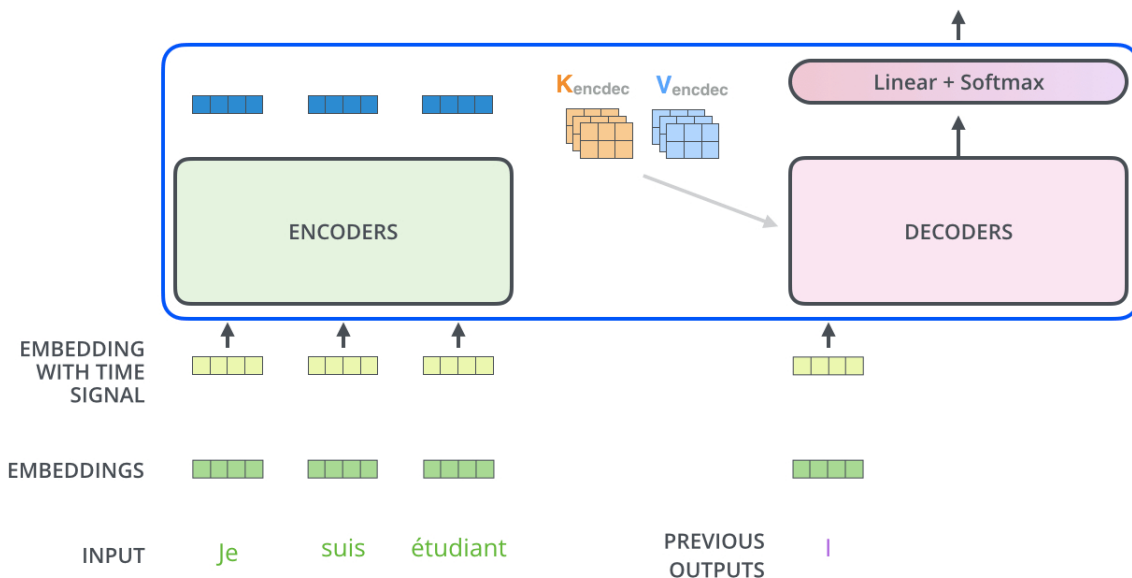 Kencdec Vencdec
Linear + Softmax
ENCODERS
DECODERS
EMBEDDING
WITH TIME
SIGNAL
EMBEDDINGS
INPUT
Je suis étudiant
PREVIOUS
OUTPUTS
I